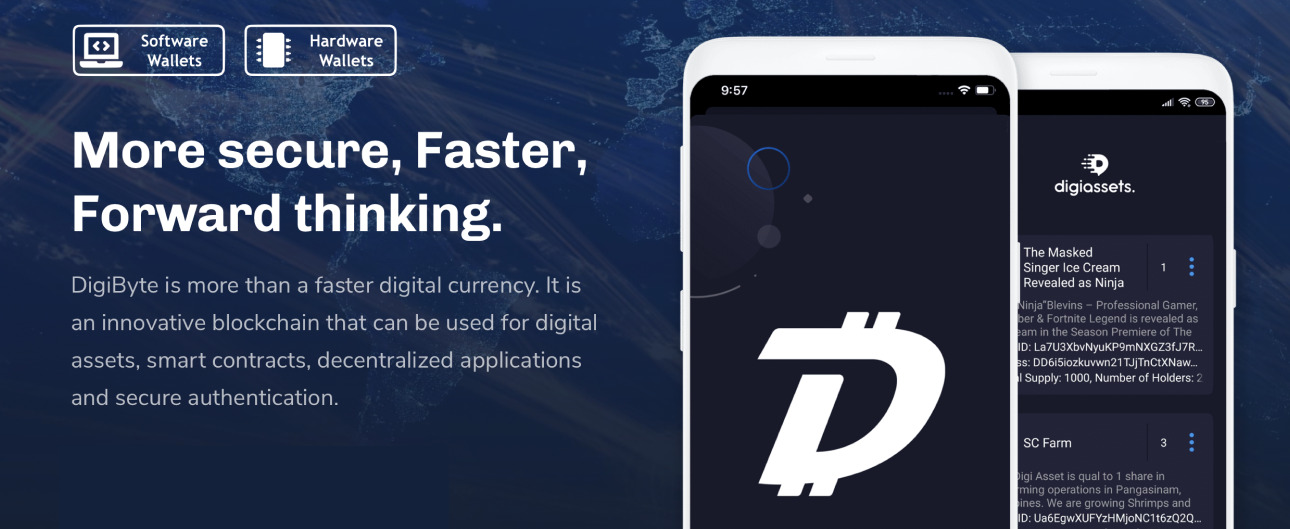 Software
Wallets
Hardware
Wallets
More secure, Faster,
Forward thinking.
DigiByte is more than a faster digital currency. It is
an innovative blockchain that can be used for digital
assets, smart contracts, decentralized applications
and secure authentication.
9:57
95
digiassets.
The Masked
Singer Ice Cream
Revealed as Ninja
1
Ninja"Blevins – Professional Gamer,
ber & Fortnite Legend is revealed as
eam in the Season Premiere of The
ID: La7U3XbvNyuKP9mNXGZ3fJ7R...
ss: DD6i5iozkuvwn21TJjTnCtXNaw...
l Supply: 1000, Number of Holders: 2
SC Farm
3
Digi Asset is qual to 1 share in
rming operations in Pangasinam,
pines. We are growing Shrimps and
ID: Ua6EgwXUFYzHMjoNC1t6zQ2Q...